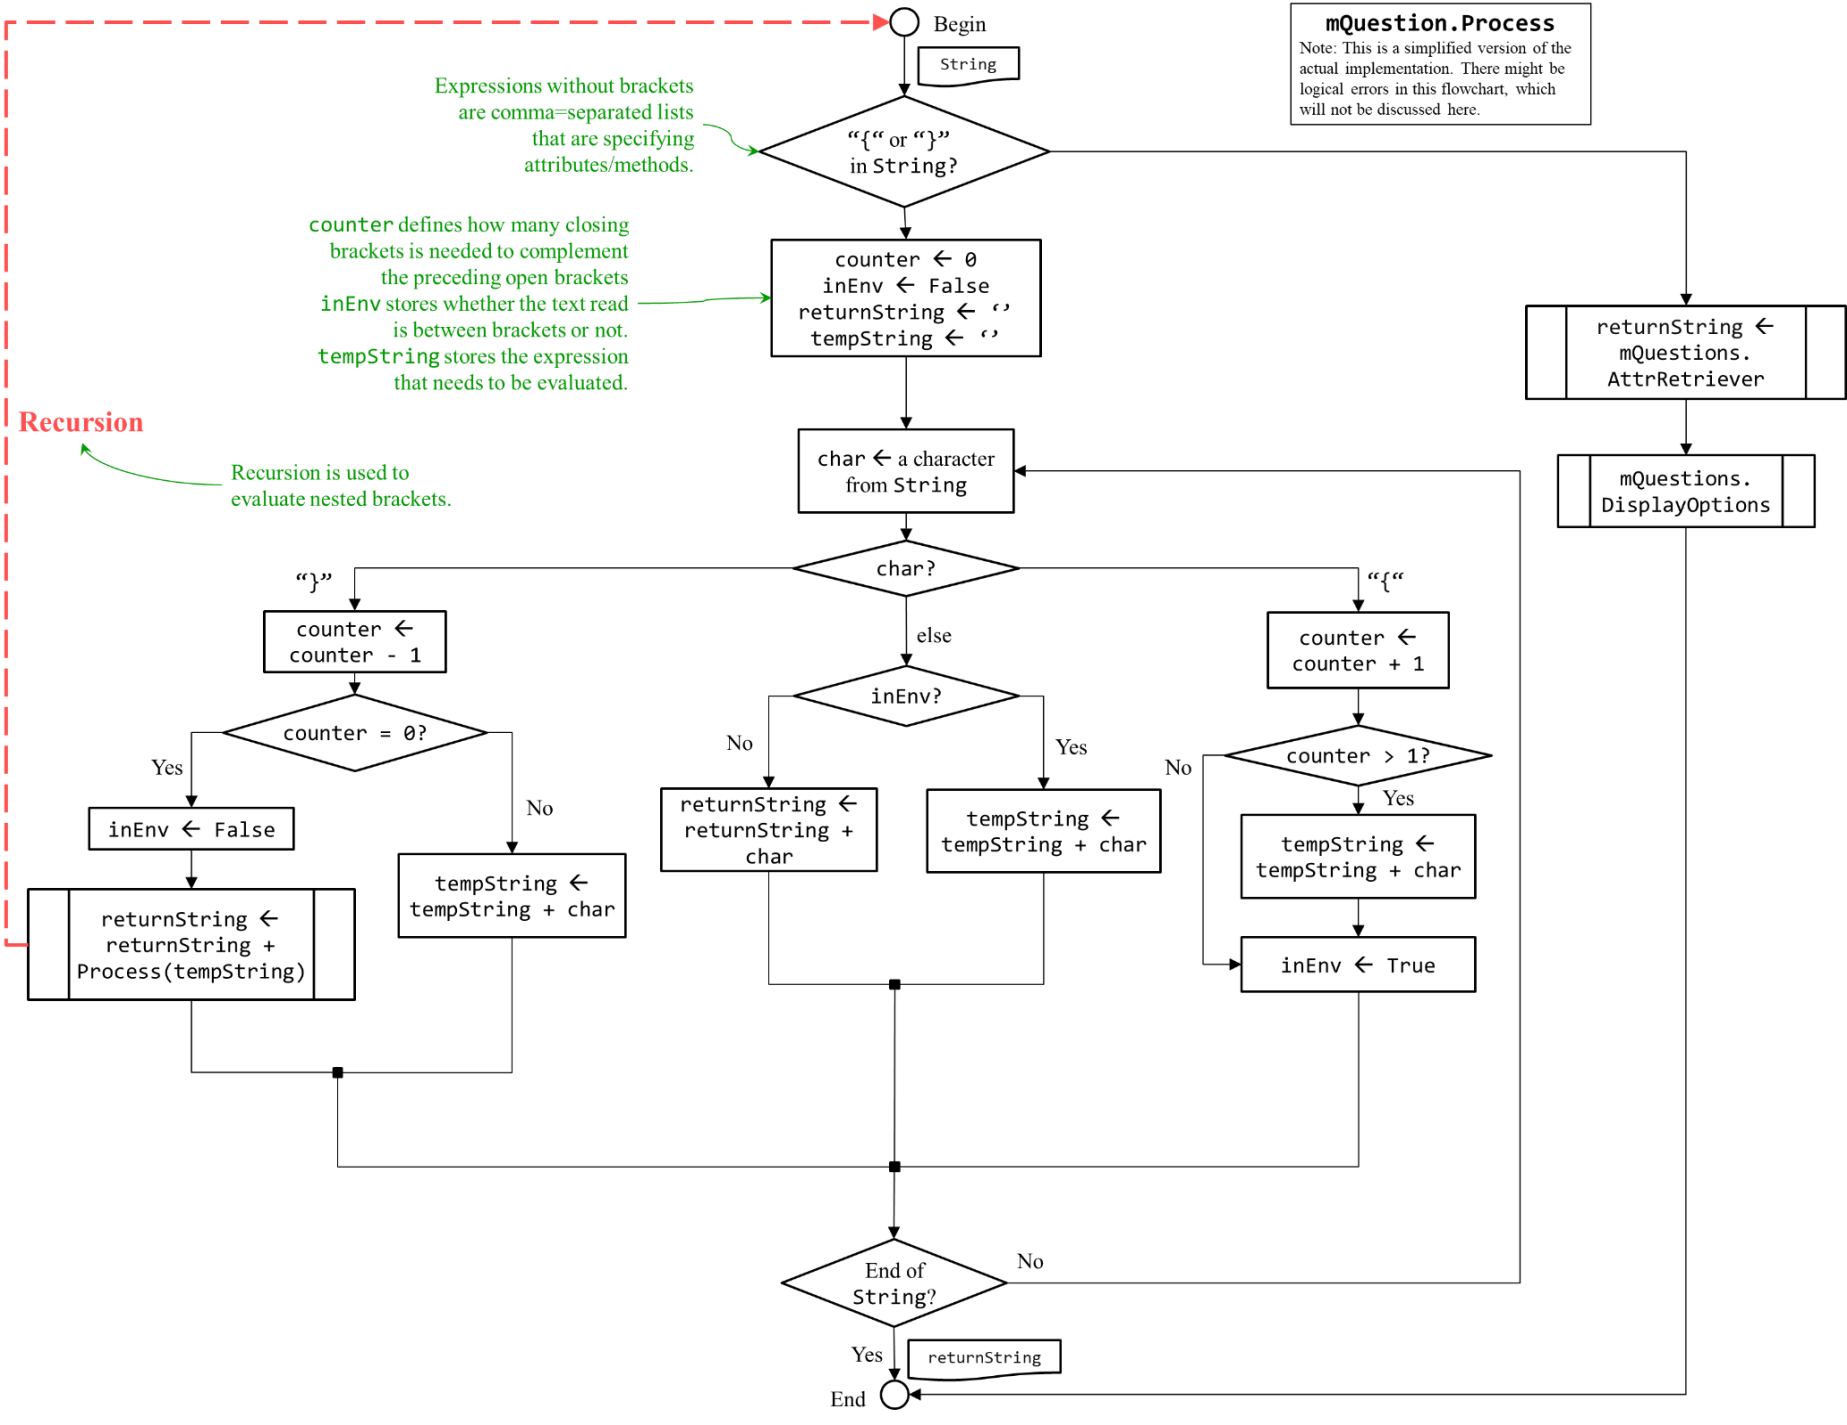 Begin
String
mQuestion.Process
Note: This is a simplified version of the
actual implementation. There might be
logical errors in this flowchart, which
will not be discussed here.
Expressions without brackets
are comma=separated lists
that are specifying
attributes/methods.
“{“ or “}”
in String?
counter defines how many closing
brackets is needed to complement
the preceding open brackets
inEnv stores whether the text read
is between brackets or not.
tempString stores the expression
that needs to be evaluated.
counter ← 0
inEnv ← False
returnString ← ‘’
tempString ← ‘’
returnString ←
mQuestions.
AttrRetriever
mQuestions.
DisplayOptions
Recursion
Recursion is used to
evaluate nested brackets.
char ← a character
from String
char?
“}”
else
“{“
counter ←
counter - 1
counter = 0?
Yes
No
inEnv ← False
returnString ←
returnString +
Process(tempString)
tempString ←
tempString + char
inEnv?
No
Yes
returnString ←
returnString +
char
tempString ←
tempString + char
counter ←
counter + 1
counter > 1?
No
Yes
tempString ←
tempString + char
inEnv ← True
End of
String?
No
Yes
returnString
End